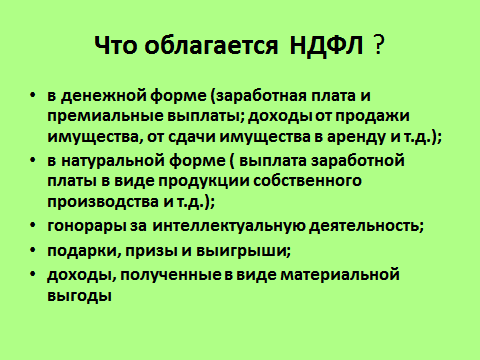 Что облагается НДФЛ ?
• в денежной форме (заработная плата и
премиальные выплаты; доходы от продажи
имущества, от сдачи имущества в аренду и т.д.);
• в натуральной форме ( выплата заработной
платы в виде продукции собственного
производства и т.д.);
• гонорары за интеллектуальную деятельность;
• подарки, призы и выигрыши;
• доходы, полученные в виде материальной
выгоды